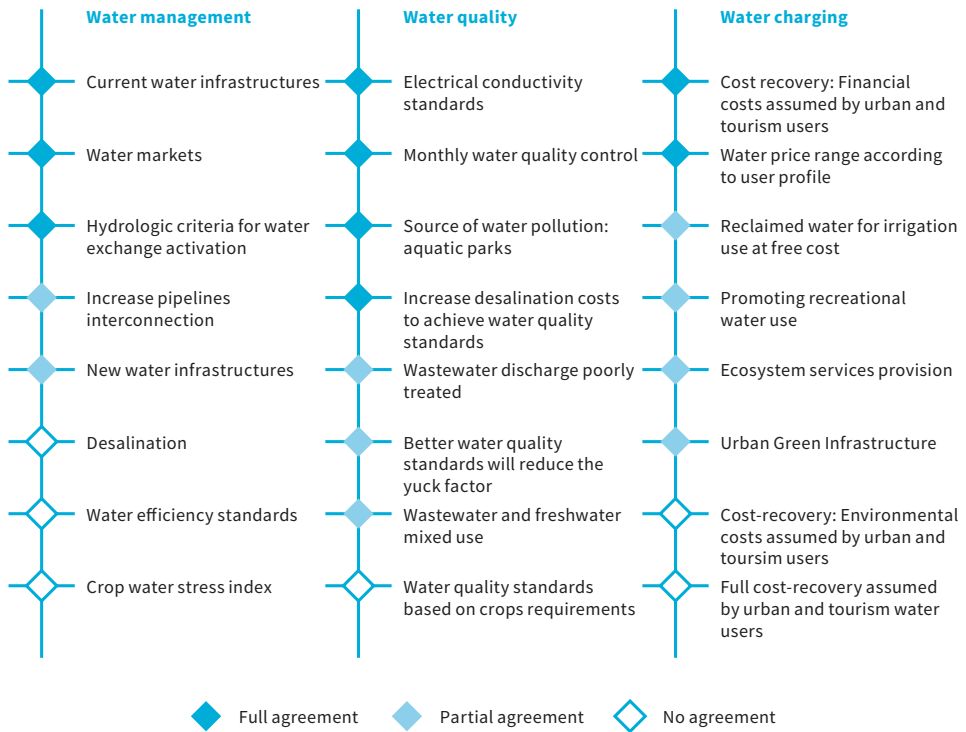 Water management
Current water infrastructures
Water markets
Hydrologic criteria for water
exchange activation
Increase pipelines
interconnection
New water infrastructures
Desalination
Water efficiency standards
Crop water stress index
Water quality
Electrical conductivity
standards
Monthly water quality control
Source of water pollution:
aquatic parks
Increase desalination costs
to achieve water quality
standards
Wastewater discharge poorly
treated
Better water quality
standards will reduce the
yuck factor
Wastewater and freshwater
mixed use
Water quality standards
based on crops requirements
Water charging
Cost recovery: Financial
costs assumed by urban and
tourism users
Water price range according
to user profile
Reclaimed water for irrigation
use at free cost
Promoting recreational
water use
Ecosystem services provision
Urban Green Infrastructure
Cost-recovery: Environmental
costs assumed by urban and
toursim users
Full cost-recovery assumed
by urban and tourism water
users
Full agreement
Partial agreement
No agreement